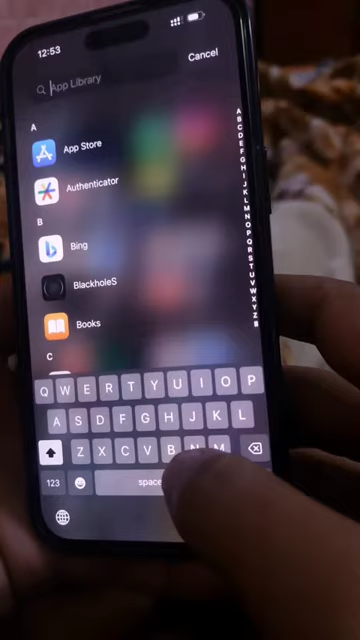 12:53
App Library
Cancel
A
App Store
Authenticator
B
Bing
BlackholeS
Books
C
A
B
C
D
E
F
G
H
I
J
K
L
M
N
O
P
Q
R
S
T
U
V
W
X
Y
Z
#
Q W E R T Y U I O P
A S D F G H J K L
Z X C V B N M
123 space